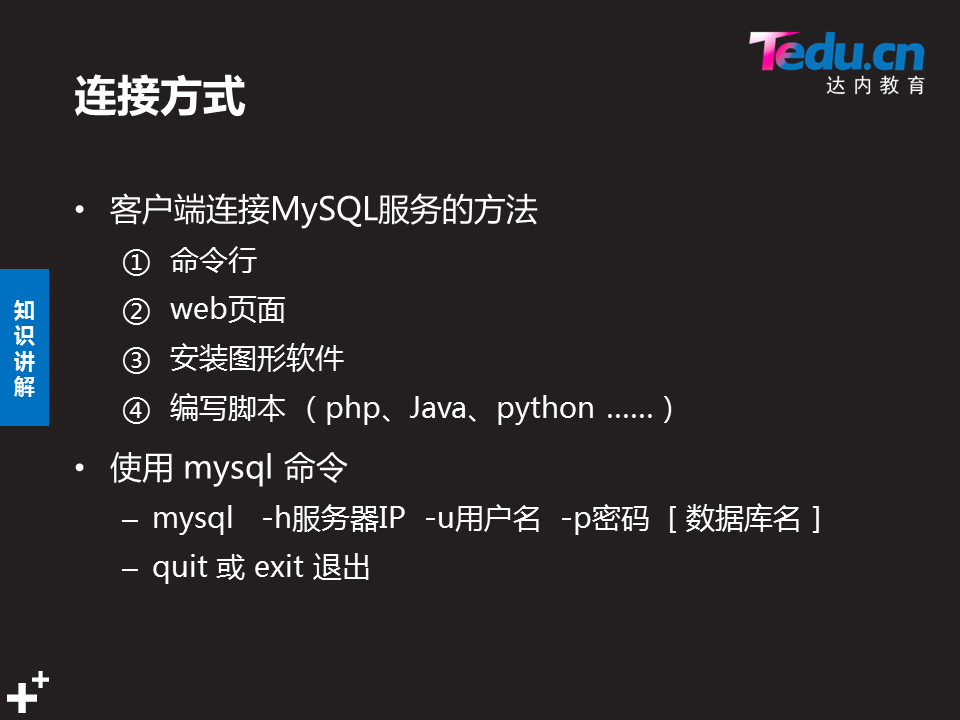 Tedu.cn
达内教育
连接方式
• 客户端连接MySQL服务的方法
① 命令行
② web页面
③ 安装图形软件
④ 编写脚本 （php、Java、python ……）
知识讲解
• 使用 mysql 命令
– mysql -h服务器IP -u用户名 -p密码 [ 数据库名 ]
– quit 或 exit 退出